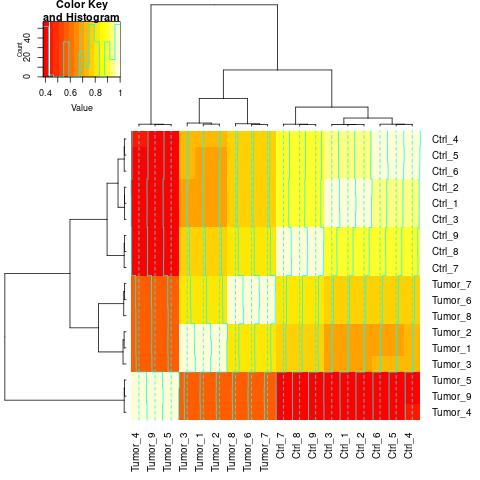 Color Key
and Histogram
Count
0 20 40
0.4 0.6 0.8 1
Value
Ctrl_4
Ctrl_5
Ctrl_6
Ctrl_2
Ctrl_1
Ctrl_3
Ctrl_9
Ctrl_8
Ctrl_7
Tumor_7
Tumor_6
Tumor_8
Tumor_2
Tumor_1
Tumor_3
Tumor_5
Tumor_9
Tumor_4
Tumor_4
Tumor_9
Tumor_5
Tumor_3
Tumor_1
Tumor_2
Tumor_8
Tumor_6
Tumor_7
Ctrl_7
Ctrl_8
Ctrl_9
Ctrl_3
Ctrl_1
Ctrl_2
Ctrl_6
Ctrl_5
Ctrl_4